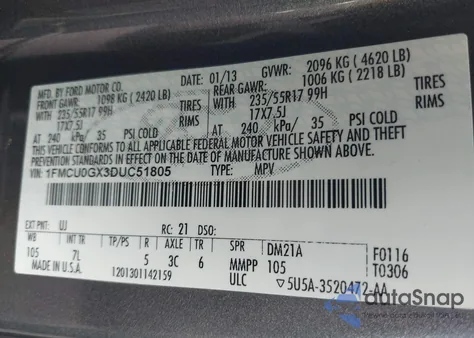 MFD. BY FORD MOTOR CO.
DATE: 01/13 GVWR: 2096 KG (4620 LB)
FRONT GAWR: 1098 KG (2420 LB) REAR GAWR: 1006 KG (2218 LB)
WITH 235/55R17 99H TIRES WITH 235/55R17 99H TIRES
17X7.5J RIMS 17X7.5J RIMS
AT 240 kPa/ 35 PSI COLD AT 240 kPa/ 35 PSI COLD
THIS VEHICLE CONFORMS TO ALL APPLICABLE FEDERAL MOTOR VEHICLE SAFETY AND THEFT
PREVENTION STANDARDS IN EFFECT ON THE DATE OF MANUFACTURE SHOWN ABOVE.
VIN: 1FMCU0GX3DUC51805 TYPE: MPV
EXT PNT: UJ RC: 21 DSO:
WB INT TR TP/PS R AXLE TR SPR DM21A F0116
105 7L 5 3C 6 MMPP 105 T0306
MADE IN U.S.A. 1201301142159 ULC ▽5U5A-3520472-AA
dutaSnap